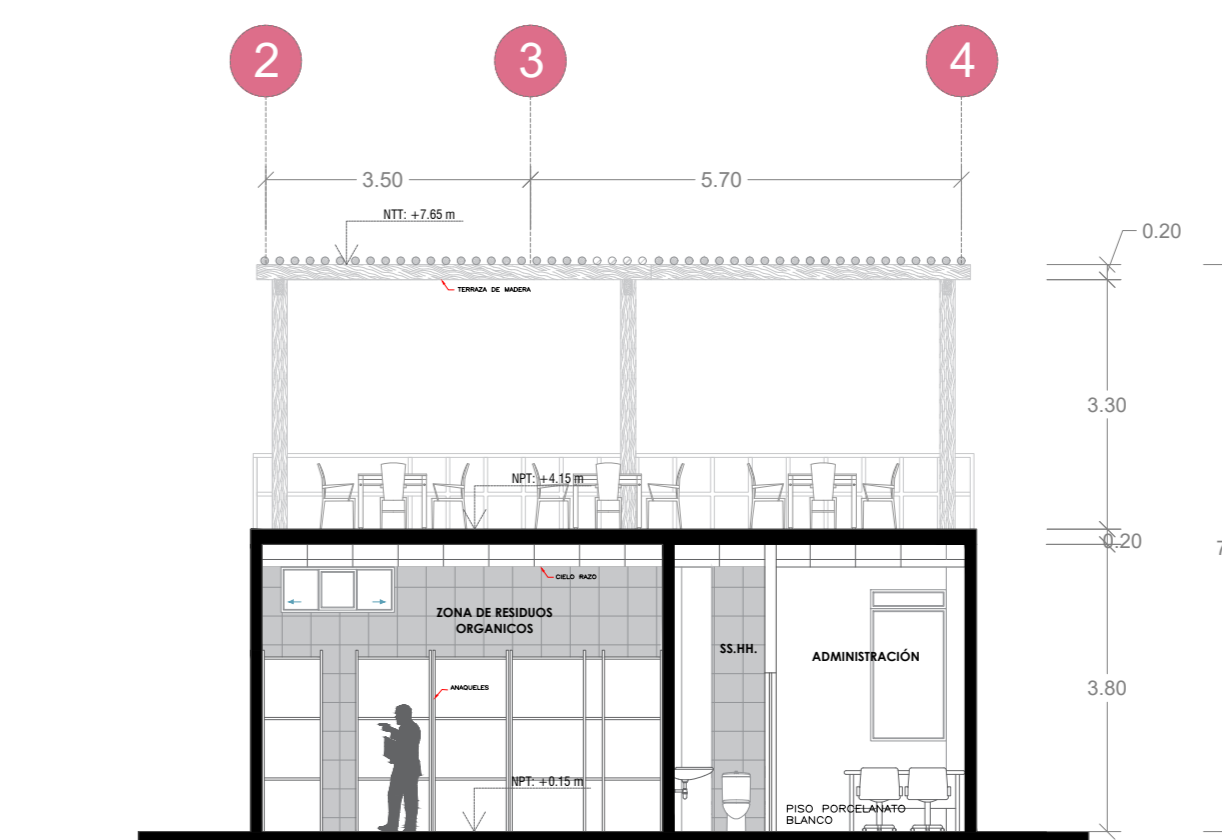 2
3
4
3.50
5.70
NTT: +7.65 m
0.20
TERRAZA DE MADERA
3.30
NPT: +4.15 m
0.20
7
CIELO RAZO
ZONA DE RESIDUOS
ORGANICOS
SS.HH.
ADMINISTRACIÓN
ANAQUELES
3.80
NPT: +0.15 m
PISO PORCELANATO
BLANCO